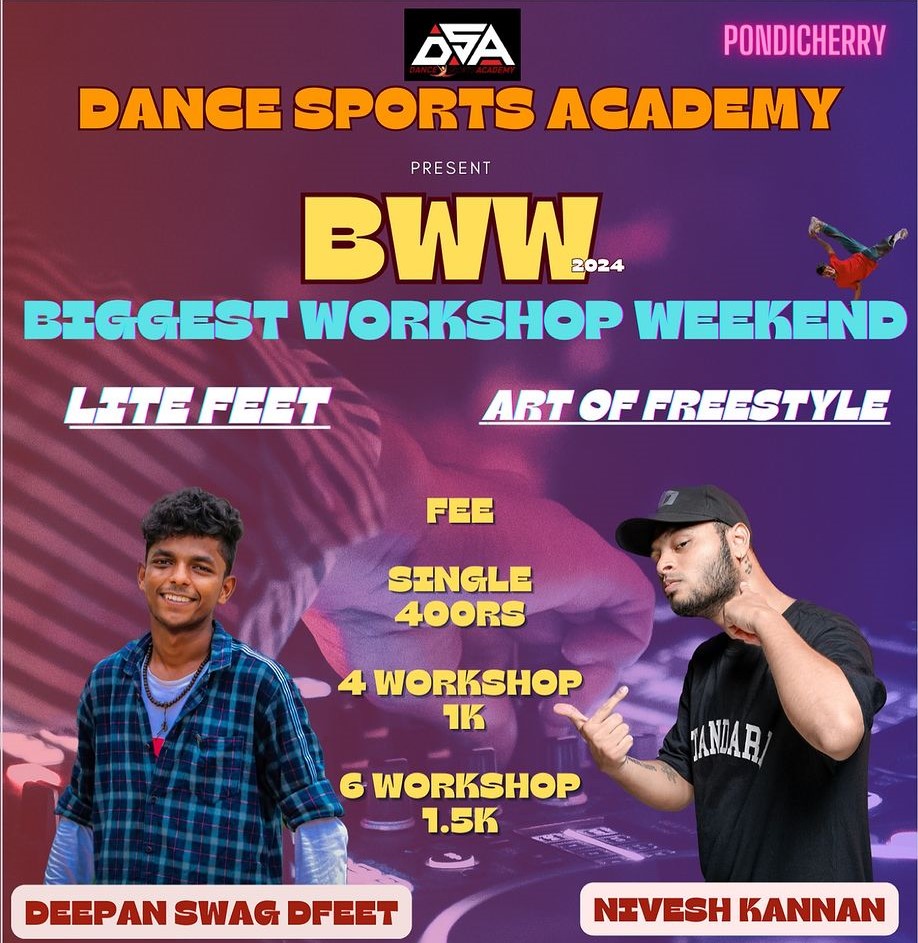 DSA
DANCE ACADEMY
PONDICHERRY
DANCE SPORTS ACADEMY
PRESENT
BWW
2024
BIGGEST WORKSHOP WEEKEND
LITE FEET
ART OF FREESTYLE
FEE
SINGLE
400RS
4 WORKSHOP
1K
6 WORKSHOP
1.5K
DEEPAN SWAG DFEET
NIVESH KANNAN